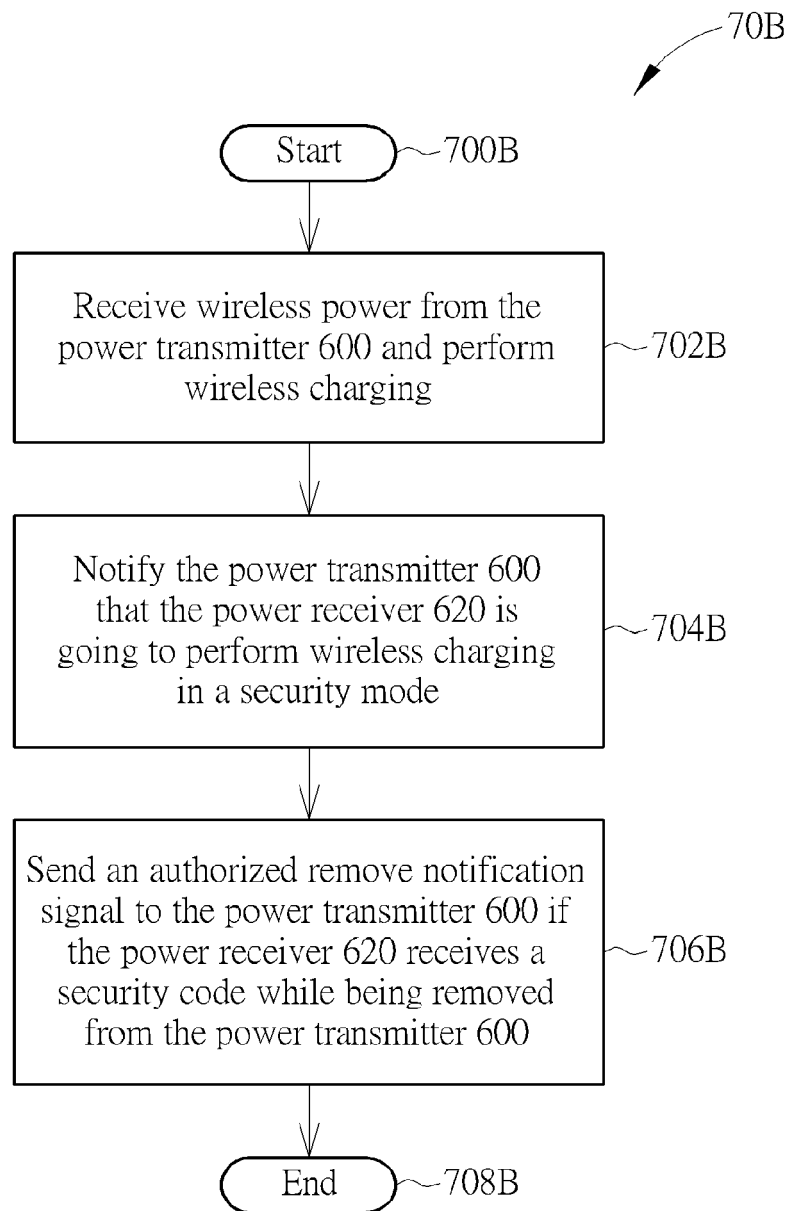 70B
Start
700B
Receive wireless power from the
power transmitter 600 and perform
wireless charging
702B
Notify the power transmitter 600
that the power receiver 620 is
going to perform wireless charging
in a security mode
704B
Send an authorized remove notification
signal to the power transmitter 600 if
the power receiver 620 receives a
security code while being removed
from the power transmitter 600
706B
End
708B